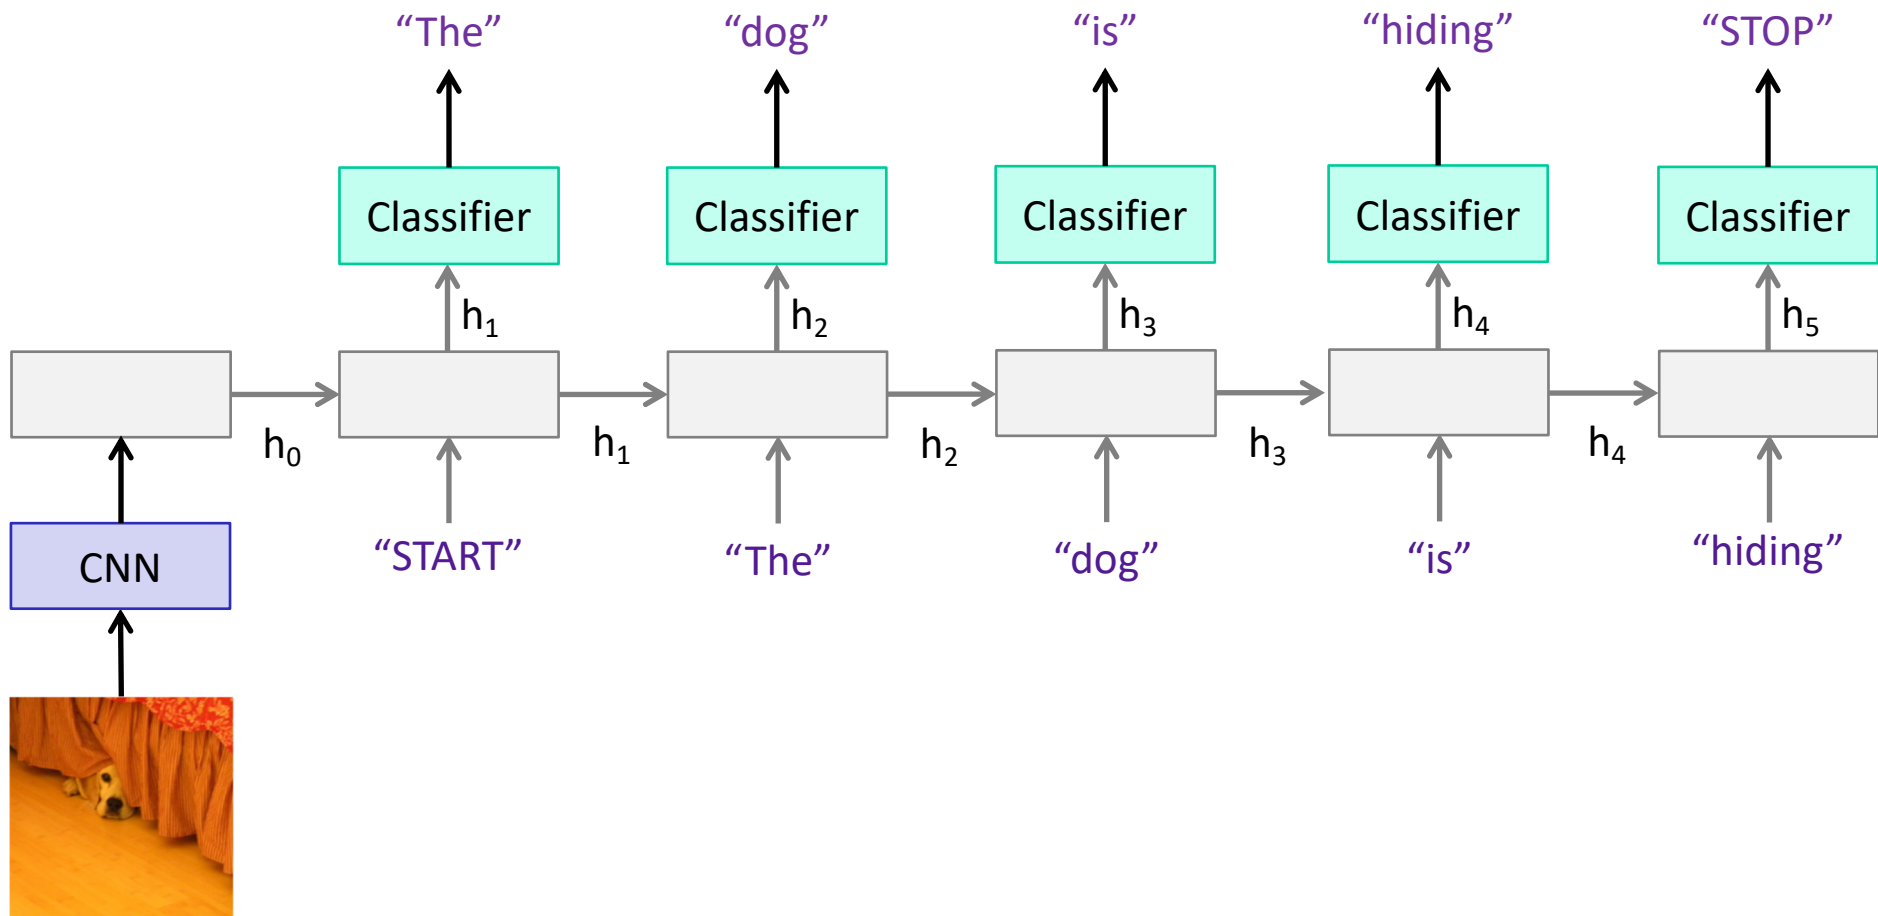 “The” “dog” “is” “hiding” “STOP”
Classifier Classifier Classifier Classifier Classifier
h₁ h₂ h₃ h₄ h₅
h₀ h₁ h₂ h₃ h₄
CNN “START” “The” “dog” “is” “hiding”